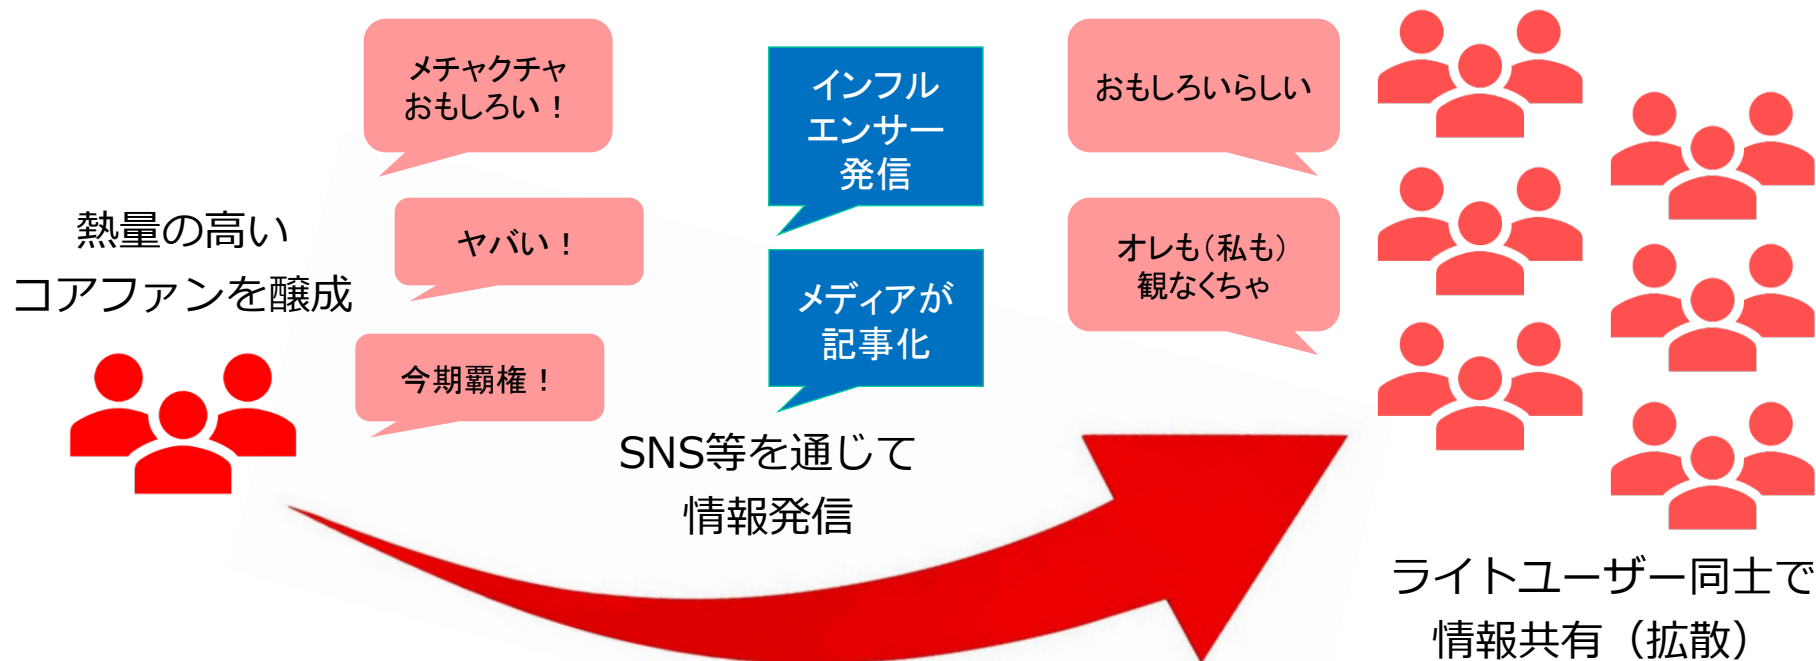 熱量の高い
コアファンを醸成
メチャクチャ
おもしろい！
ヤバい！
今期覇権！
インフル
エンサー
発信
メディアが
記事化
SNS等を通じて
情報発信
おもしろいらしい
オレも（私も）
観なくちゃ
ライトユーザー同士で
情報共有（拡散）